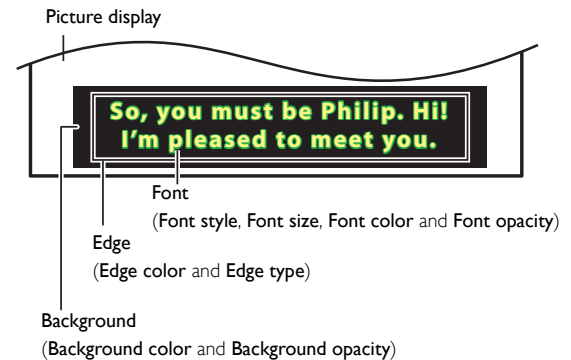 Picture display
So, you must be Philip. Hi!
I'm pleased to meet you.
Font
(Font style, Font size, Font color and Font opacity)
Edge
(Edge color and Edge type)
Background
(Background color and Background opacity)